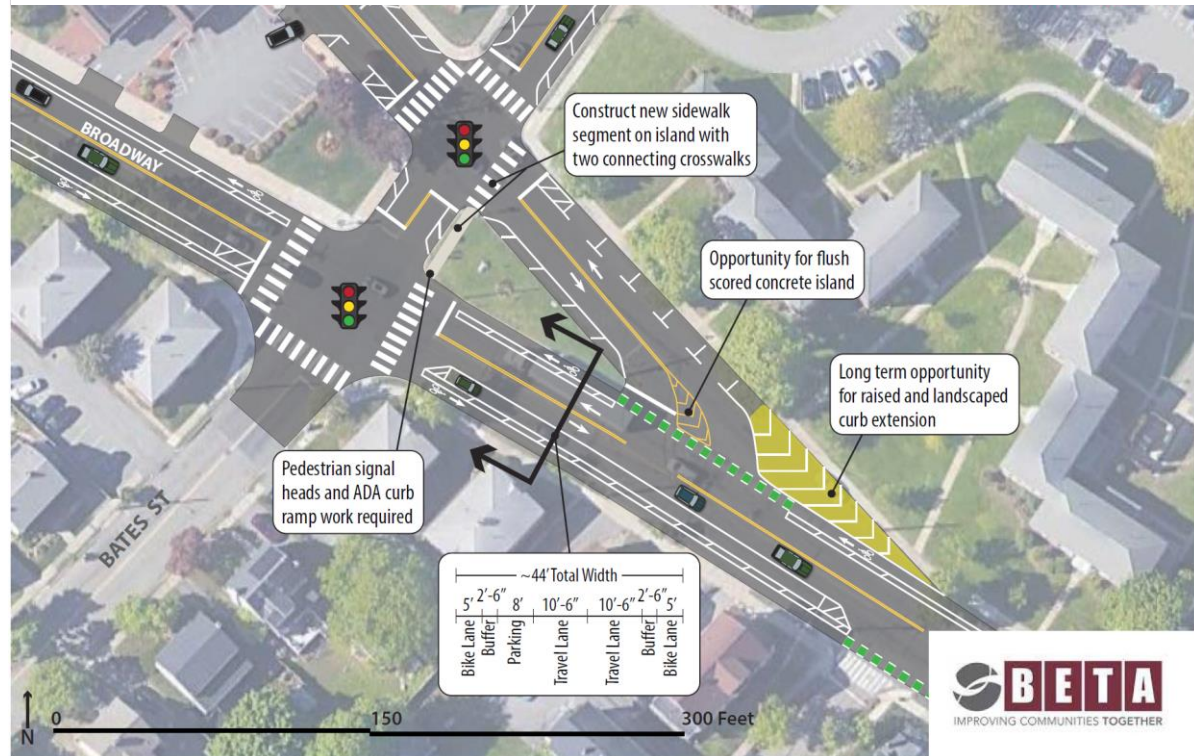 BROADWAY
Construct new sidewalk
segment on island with
two connecting crosswalks
Opportunity for flush
scored concrete island
Long term opportunity
for raised and landscaped
curb extension
Pedestrian signal
heads and ADA curb
ramp work required
BATES ST
~44' Total Width
5' 2'-6" 8' 10'-6" 10'-6" 2'-6" 5'
Bike Lane
Buffer
Parking
Travel Lane
Travel Lane
Buffer
Bike Lane
N
0 150 300 Feet
BETA
IMPROVING COMMUNITIES TOGETHER